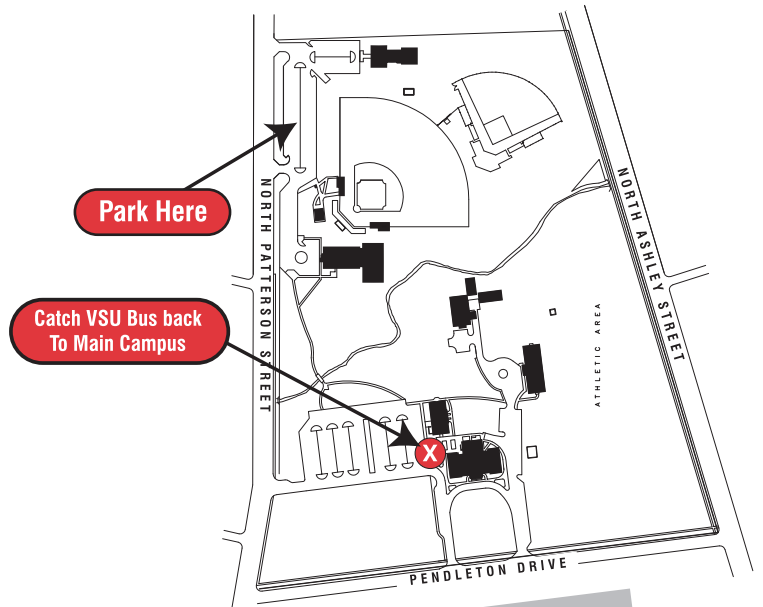 Park Here
NORTH PATTERSON STREET
NORTH ASHLEY STREET
Catch VSU Bus back
To Main Campus
ATHLETIC AREA
X
PENDLETON DRIVE